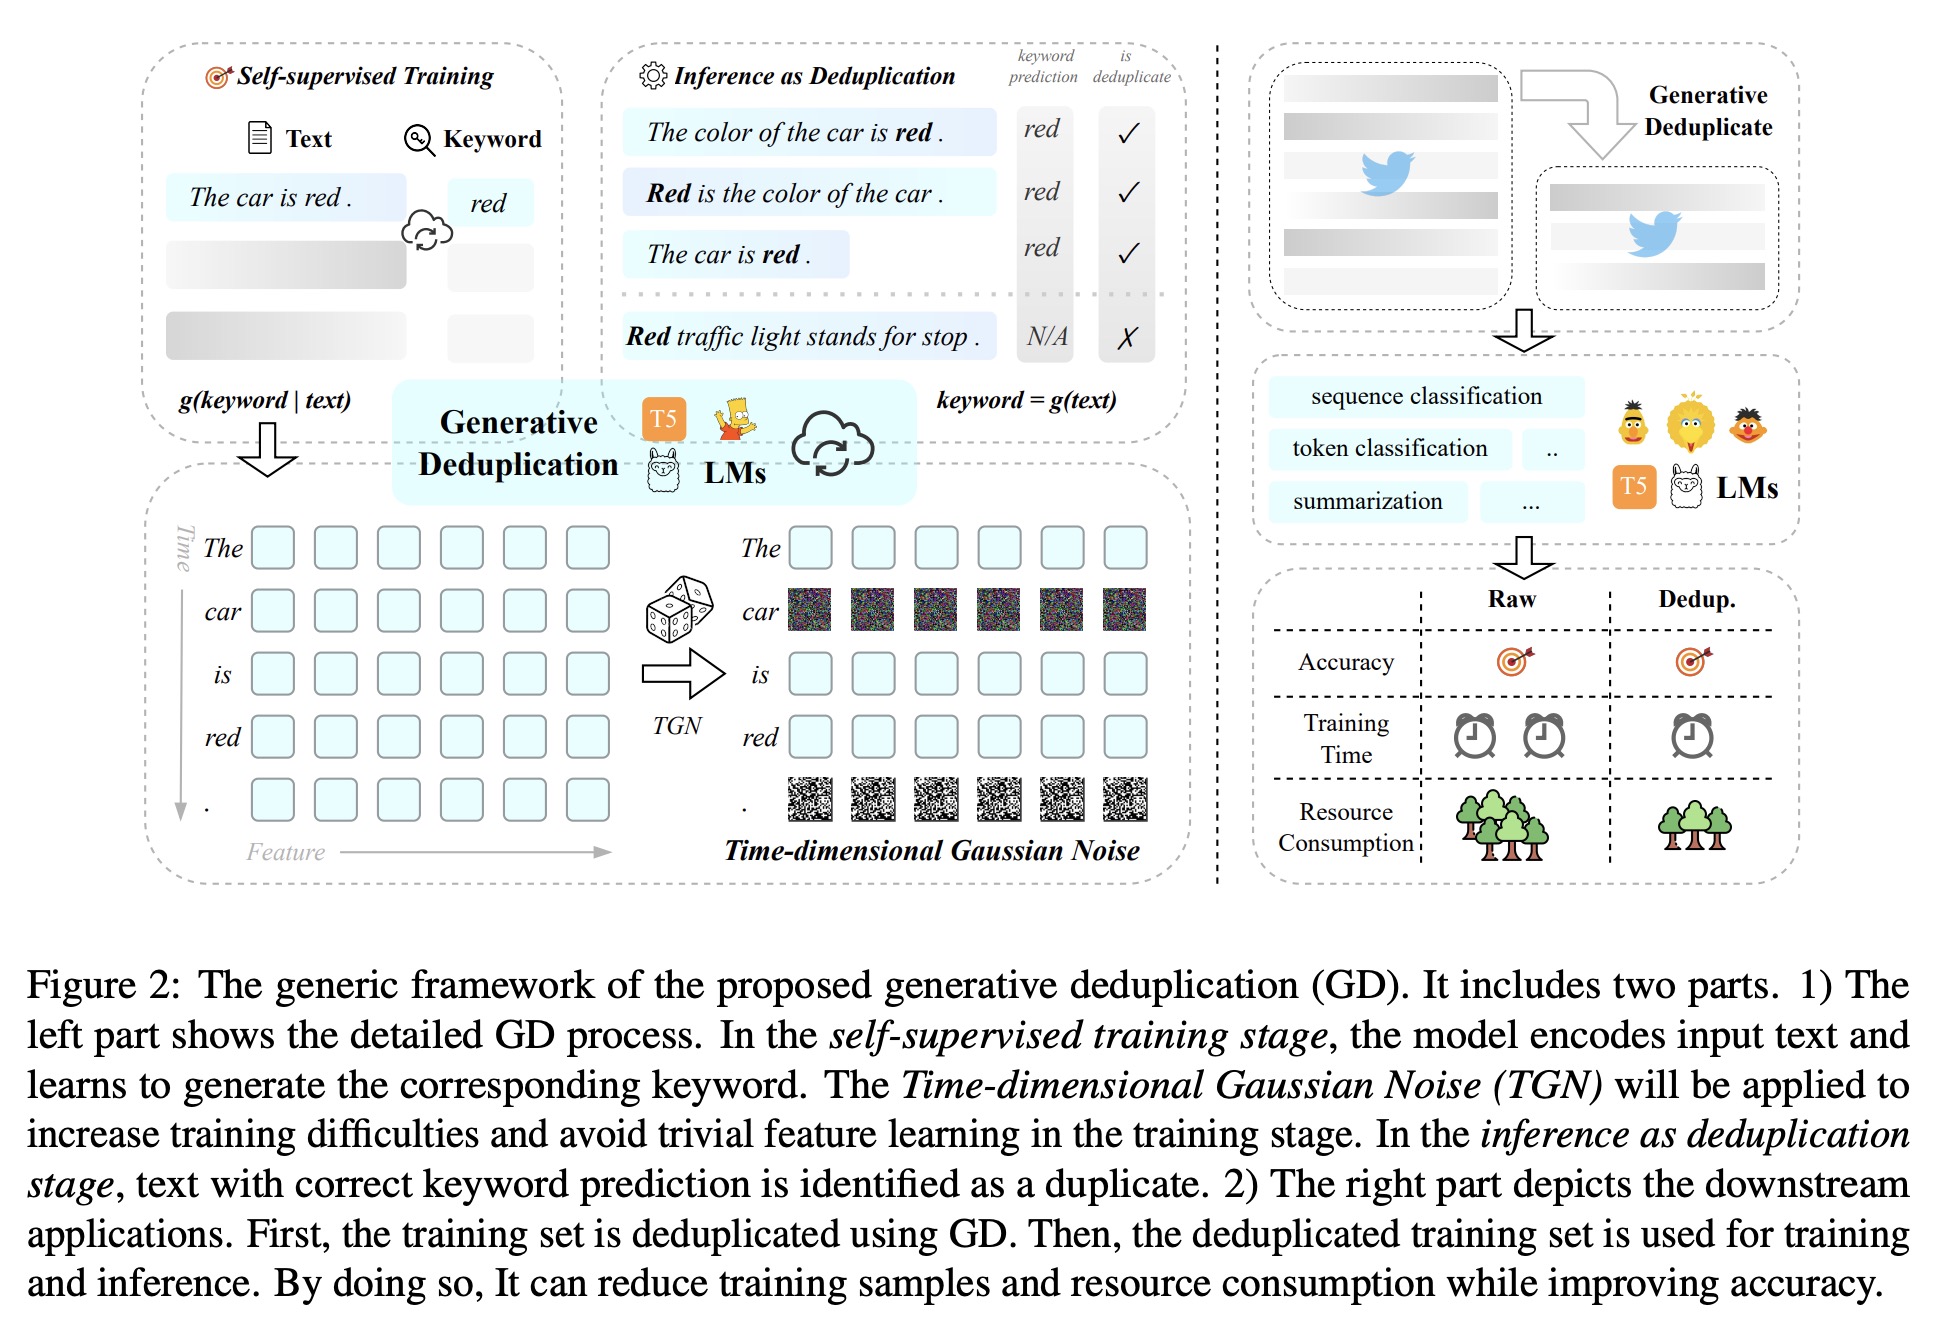 Self-supervised Training
Text
Keyword
The car is red .
red
g(keyword | text)
Inference as Deduplication
keyword
prediction
is
deduplicate
The color of the car is red .
red
✓
Red is the color of the car .
red
✓
The car is red .
red
✓
Red traffic light stands for stop .
N/A
✗
keyword = g(text)
Generative
Deduplication
T5
LMs
Time
The
car
is
red
.
Feature
TGN
The
car
is
red
.
Time-dimensional Gaussian Noise
Generative
Deduplicate
sequence classification
token classification
..
summarization
...
T5
LMs
Raw
Dedup.
Accuracy
Training
Time
Resource
Consumption
Figure 2: The generic framework of the proposed generative deduplication (GD). It includes two parts. 1) The
left part shows the detailed GD process. In the self-supervised training stage, the model encodes input text and
learns to generate the corresponding keyword. The Time-dimensional Gaussian Noise (TGN) will be applied to
increase training difficulties and avoid trivial feature learning in the training stage. In the inference as deduplication
stage, text with correct keyword prediction is identified as a duplicate. 2) The right part depicts the downstream
applications. First, the training set is deduplicated using GD. Then, the deduplicated training set is used for training
and inference. By doing so, It can reduce training samples and resource consumption while improving accuracy.